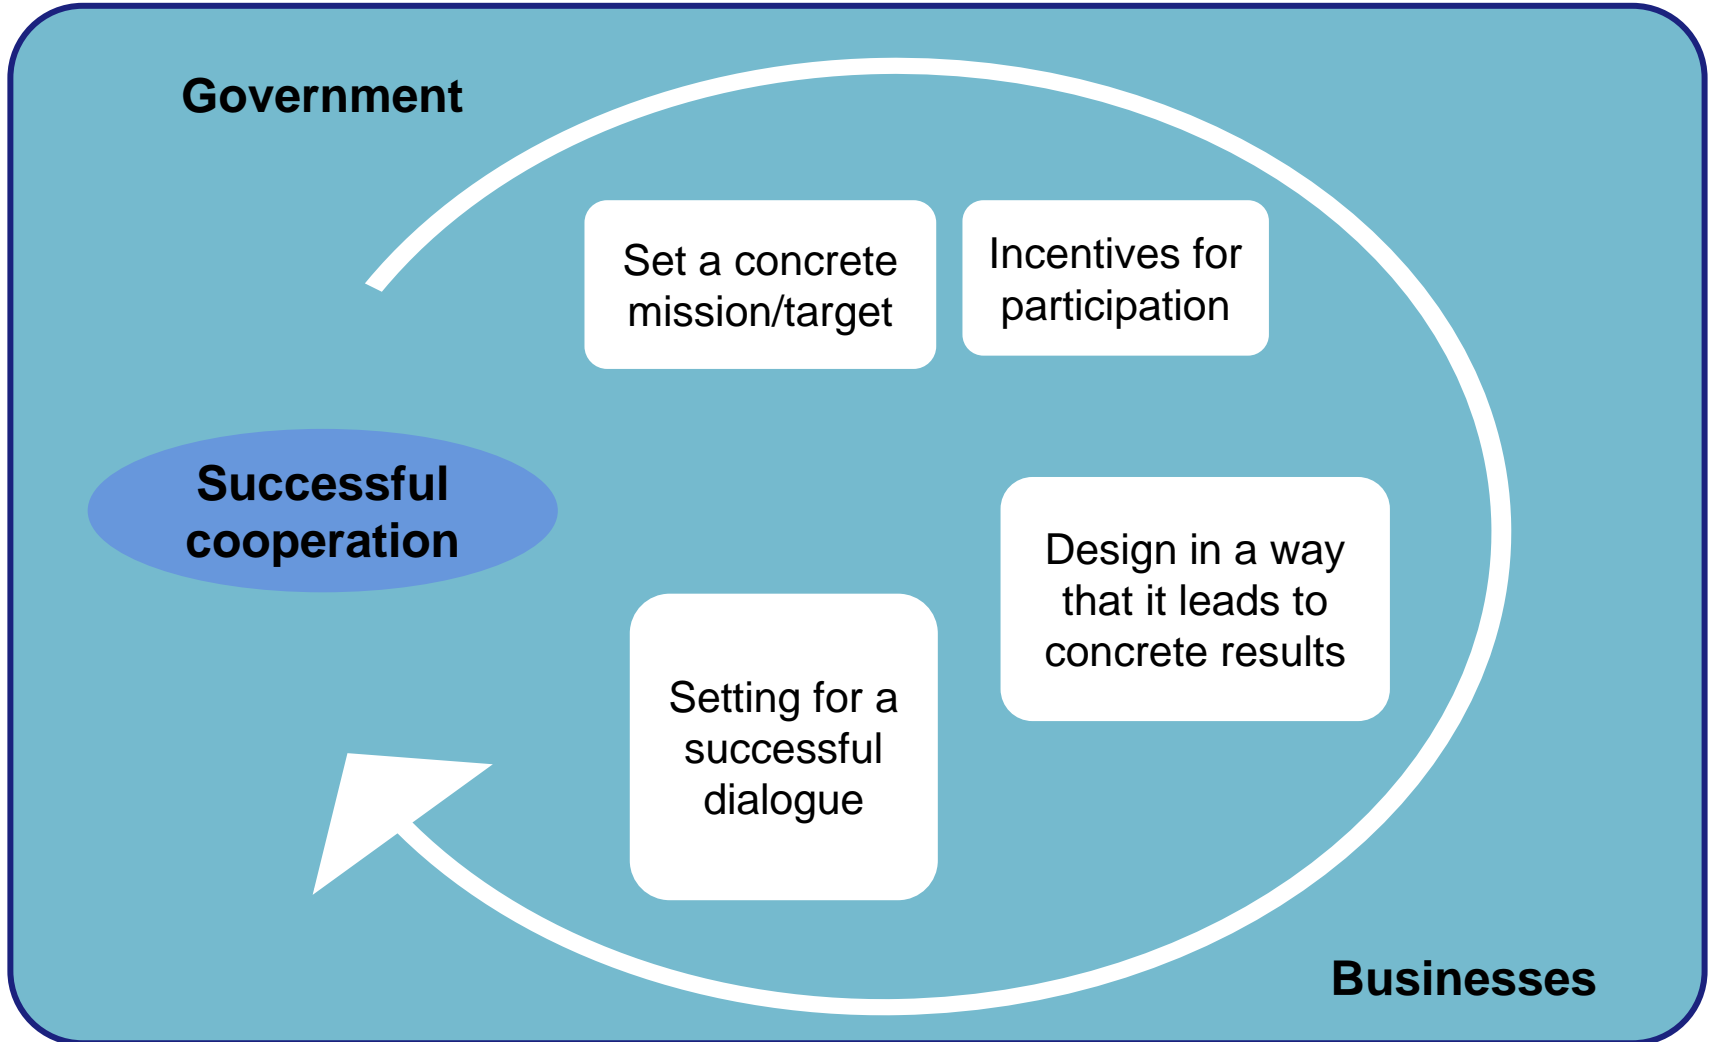 Government
Set a concrete
mission/target
Incentives for
participation
Successful
cooperation
Design in a way
that it leads to
concrete results
Setting for a
successful
dialogue
Businesses